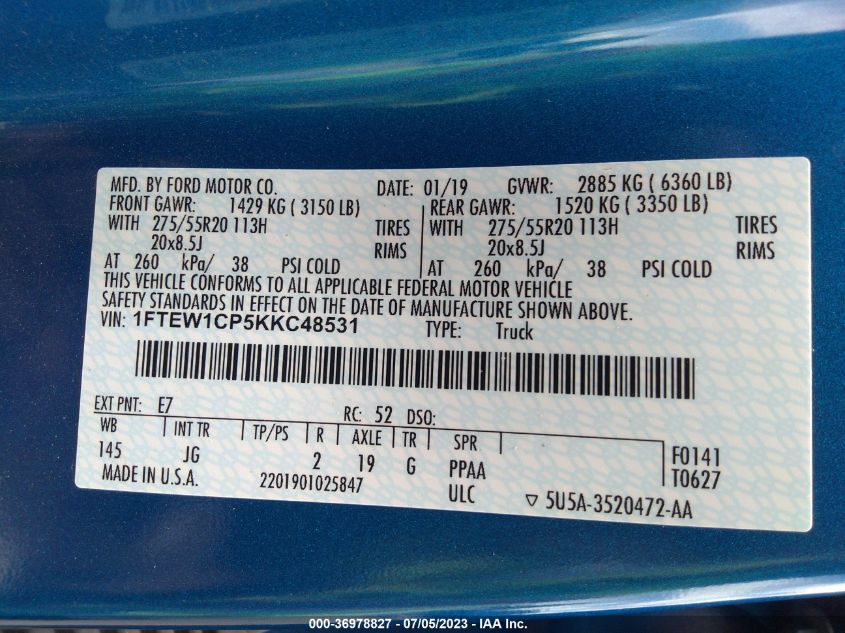 MFD. BY FORD MOTOR CO. DATE: 01/19 GVWR: 2885 KG ( 6360 LB)
FRONT GAWR: 1429 KG ( 3150 LB) REAR GAWR: 1520 KG ( 3350 LB)
WITH 275/55R20 113H TIRES WITH 275/55R20 113H TIRES
20x8.5J RIMS 20x8.5J RIMS
AT 260 kPa/ 38 PSI COLD AT 260 kPa/ 38 PSI COLD
THIS VEHICLE CONFORMS TO ALL APPLICABLE FEDERAL MOTOR VEHICLE
SAFETY STANDARDS IN EFFECT ON THE DATE OF MANUFACTURE SHOWN ABOVE.
VIN: 1FTEW1CP5KKC48531 TYPE: Truck
EXT PNT: E7 RC: 52 DSO:
WB INT TR TP/PS R AXLE TR SPR F0141
145 JG 2 19 G PPAA T0627
MADE IN U.S.A. 2201901025847 ULC ▽ 5U5A-3520472-AA
000-36978827 - 07/05/2023 - IAA Inc.